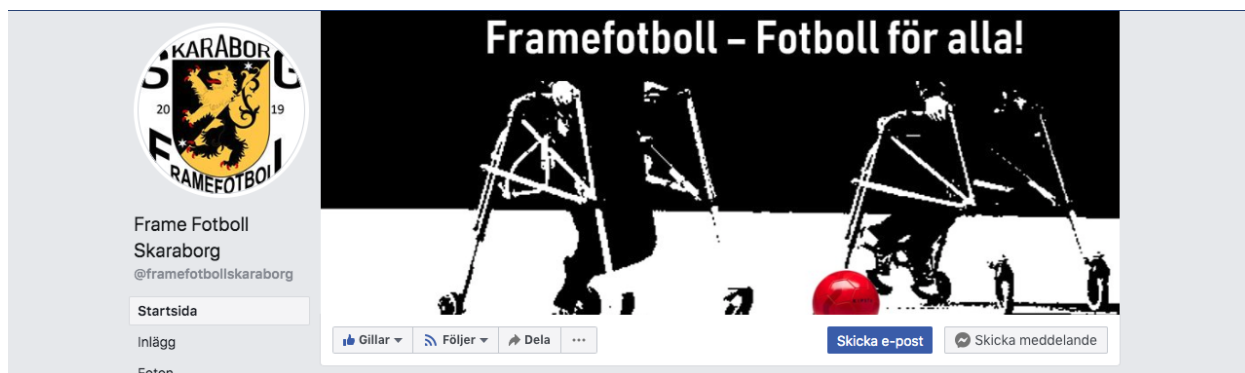 SKARABORG
S G
20 19
F F
FRAMEFOTBOLL
Framefotboll – Fotboll för alla!
Frame Fotboll
Skaraborg
@framefotbollskaraborg
Startsida
Inlägg
Foton
Gillar
Följer
Dela
Skicka e-post
Skicka meddelande